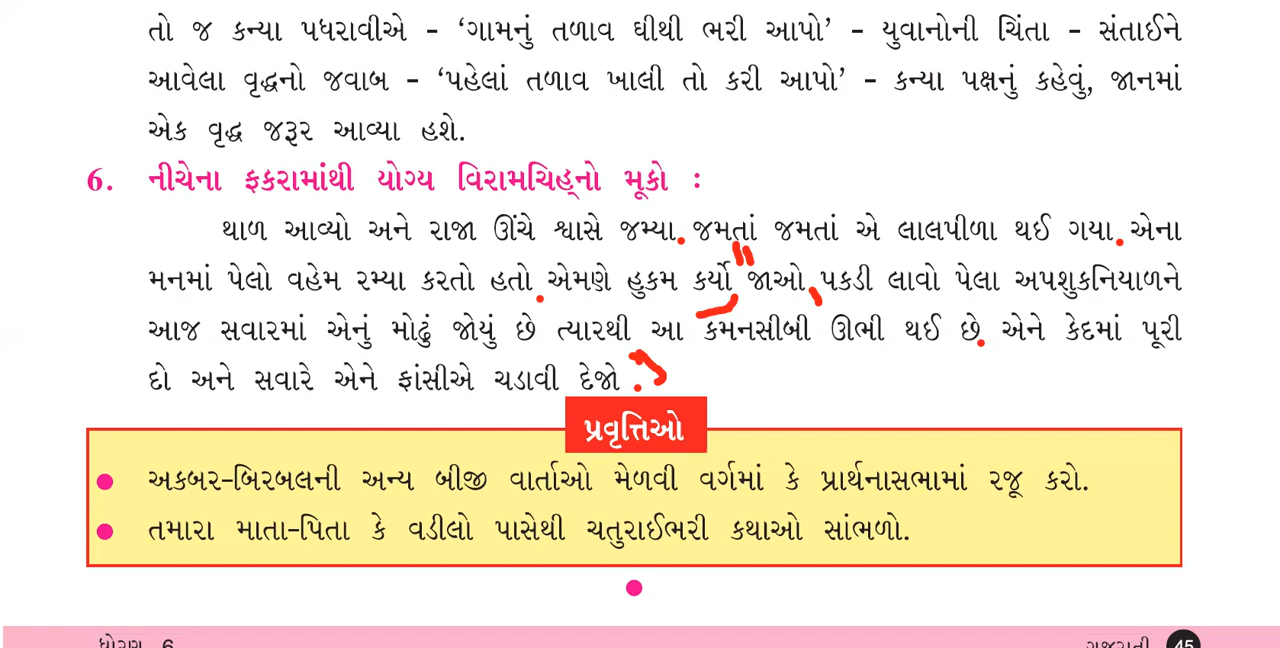 તો જ કન્યા પધરાવીએ – ‘ગામનું તળાવ ઘીથી ભરી આપો’ – યુવાનોની ચિંતા – સંતાઈને
આવેલા વૃદ્ધનો જવાબ – ‘પહેલાં તળાવ ખાલી તો કરી આપો’ – કન્યા પક્ષનું કહેવું, જાનમાં
એક વૃદ્ધ જરૂર આવ્યા હશે.
6. નીચેના ફકરામાંથી યોગ્ય વિરામચિહ્નો મૂકો :
થાળ આવ્યો અને રાજા ઊંચે શ્વાસે જમ્યા. જમતાં જમતાં એ લાલપીળા થઈ ગયા. એના
મનમાં પેલો વહેમ રમ્યા કરતો હતો. એમણે હુકમ કર્યો, "જાઓ, પકડી લાવો પેલા અપશુકનિયાળને
આજ સવારમાં એનું મોઢું જોયું છે ત્યારથી આ કમનસીબી ઊભી થઈ છે. એને કેદમાં પૂરી
દો અને સવારે એને ફાંસીએ ચડાવી દેજો."
પ્રવૃત્તિઓ
● અકબર-બિરબલની અન્ય બીજી વાર્તાઓ મેળવી વર્ગમાં કે પ્રાર્થનાસભામાં રજૂ કરો.
● તમારા માતા-પિતા કે વડીલો પાસેથી ચતુરાઈભરી કથાઓ સાંભળો.
ધોરણ 6 ગુજરાતી 45